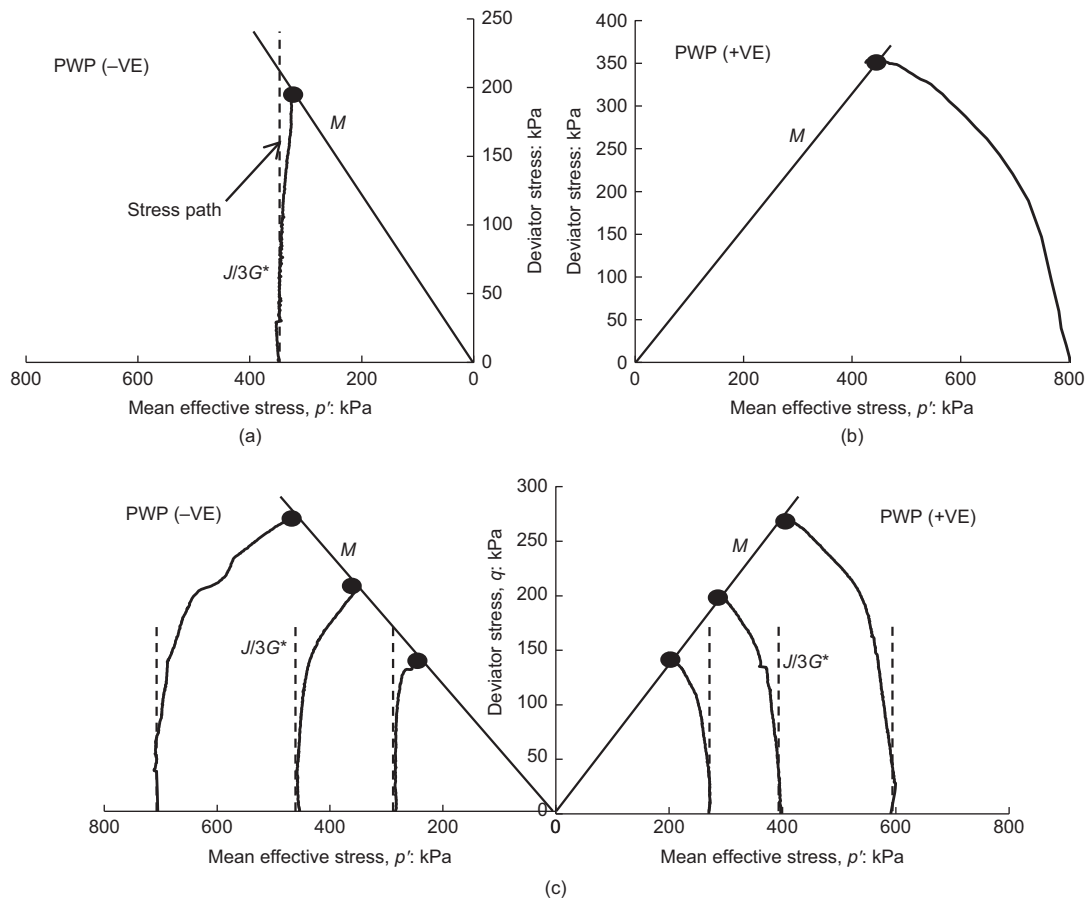 PWP (–VE)
M
Stress path
J/3G*
250
200
150
100
50
0
Deviator stress: kPa
800
600
400
200
0
Mean effective stress, p′: kPa
(a)
PWP (+VE)
M
400
350
300
250
200
150
100
50
0
Deviator stress: kPa
0
200
400
600
800
Mean effective stress, p′: kPa
(b)
PWP (–VE)
M
J/3G*
800
600
400
200
0
Mean effective stress, p′: kPa
300
250
200
150
100
50
0
Deviator stress, q: kPa
PWP (+VE)
M
J/3G*
0
200
400
600
800
Mean effective stress, p′: kPa
(c)